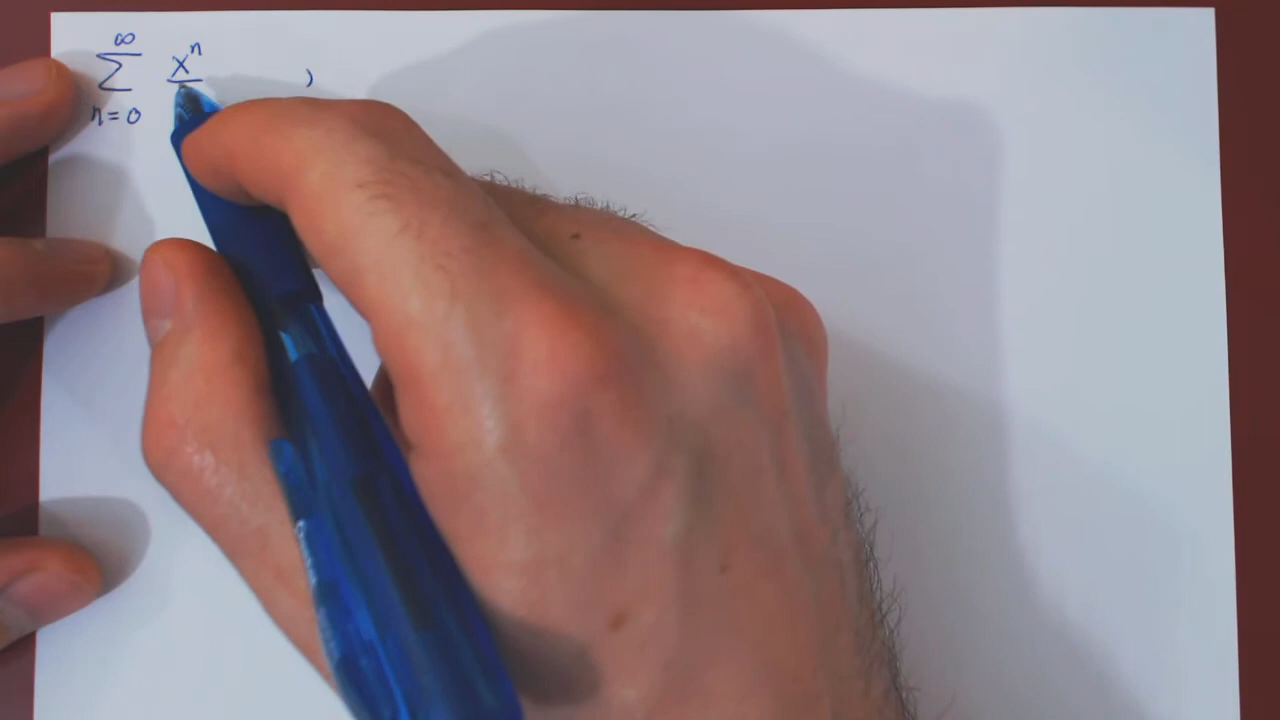 ∞
∑ xⁿ/ )
n=0